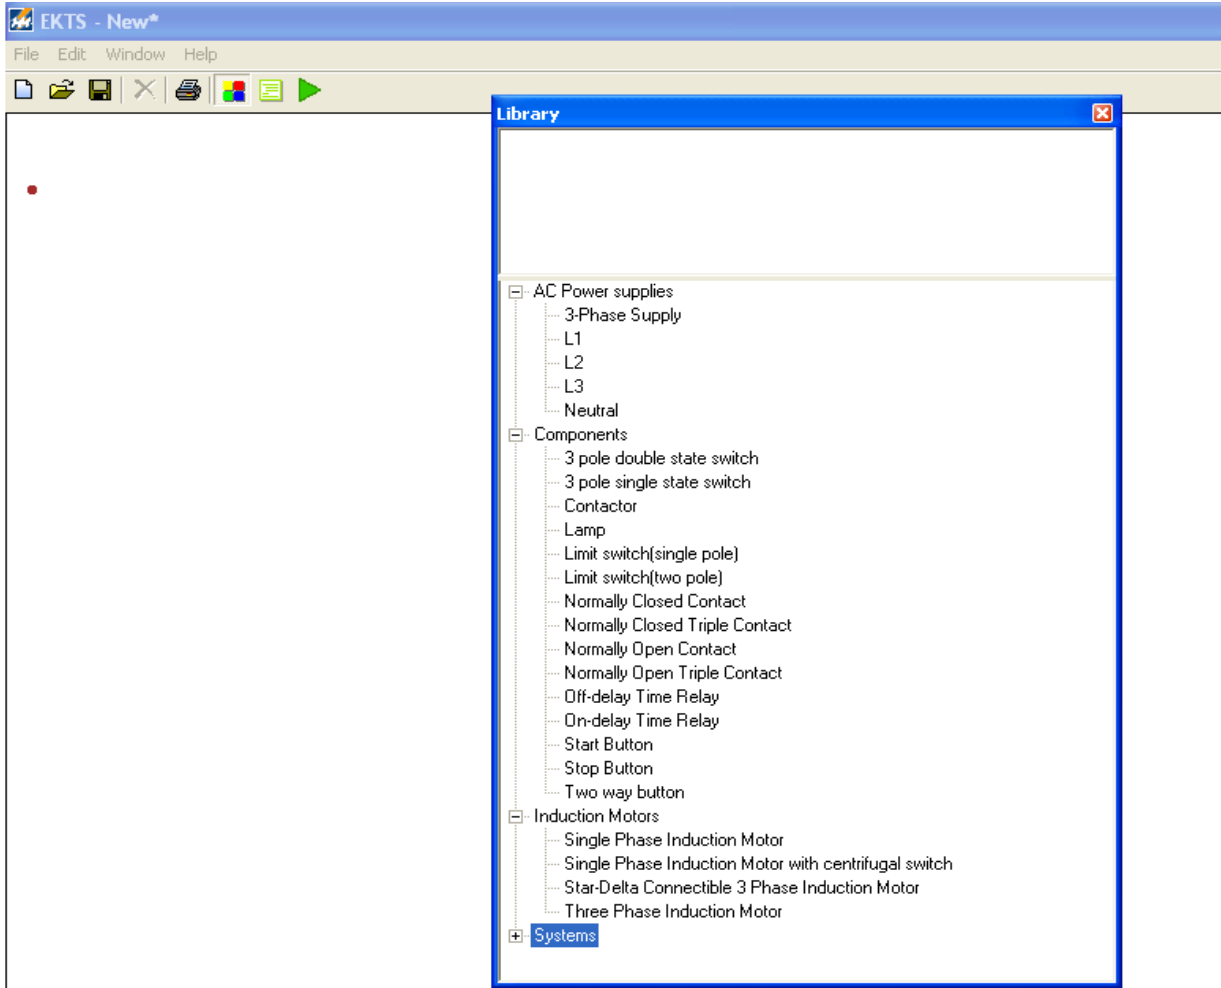 EKTS - New*
File Edit Window Help
Library
AC Power supplies
3-Phase Supply
L1
L2
L3
Neutral
Components
3 pole double state switch
3 pole single state switch
Contactor
Lamp
Limit switch(single pole)
Limit switch(two pole)
Normally Closed Contact
Normally Closed Triple Contact
Normally Open Contact
Normally Open Triple Contact
Off-delay Time Relay
On-delay Time Relay
Start Button
Stop Button
Two way button
Induction Motors
Single Phase Induction Motor
Single Phase Induction Motor with centrifugal switch
Star-Delta Connectible 3 Phase Induction Motor
Three Phase Induction Motor
Systems